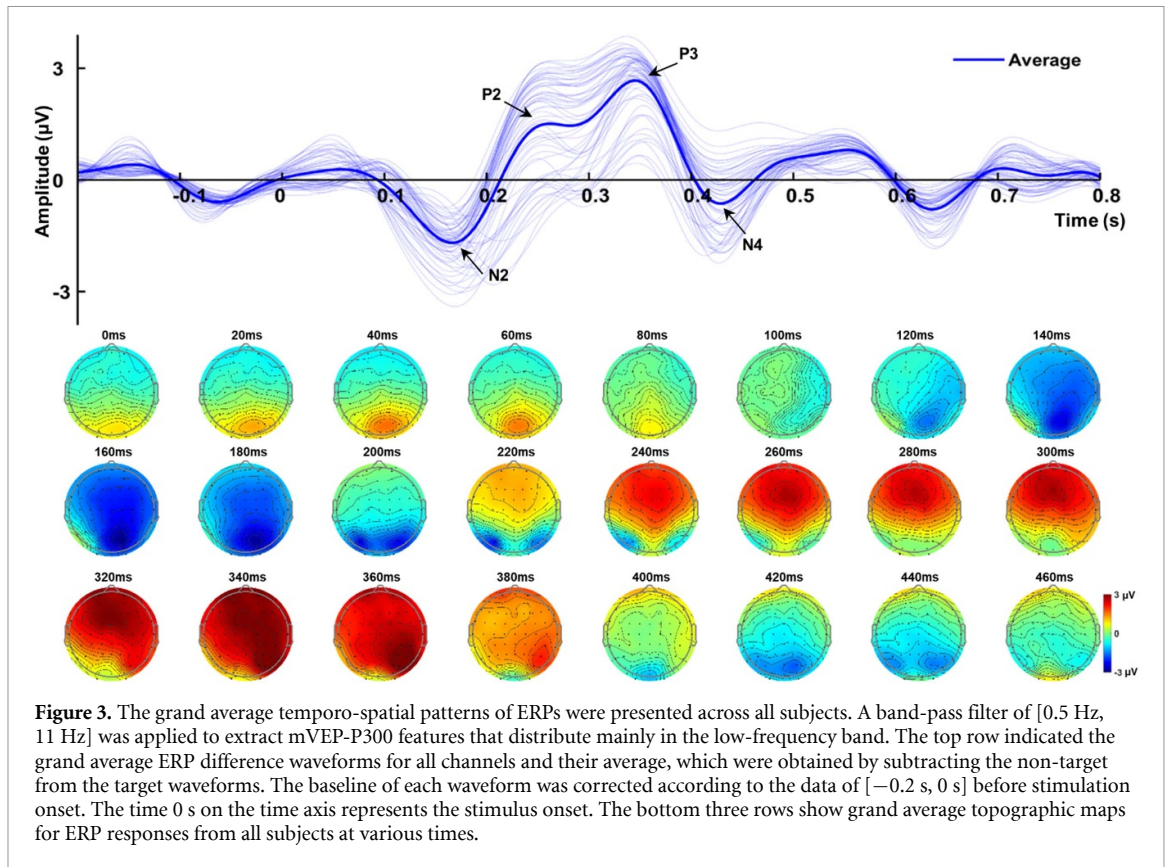 3
Average
P3
P2
Amplitude (µV)
0
-0.1
0
0.1
0.2
0.3
0.4
0.5
0.6
0.7
0.8
Time (s)
N4
N2
-3
0ms 20ms 40ms 60ms 80ms 100ms 120ms 140ms
160ms 180ms 200ms 220ms 240ms 260ms 280ms 300ms
320ms 340ms 360ms 380ms 400ms 420ms 440ms 460ms
3 µV
0
-3 µV
Figure 3. The grand average temporo-spatial patterns of ERPs were presented across all subjects. A band-pass filter of [0.5 Hz,
11 Hz] was applied to extract mVEP-P300 features that distribute mainly in the low-frequency band. The top row indicated the
grand average ERP difference waveforms for all channels and their average, which were obtained by subtracting the non-target
from the target waveforms. The baseline of each waveform was corrected according to the data of [−0.2 s, 0 s] before stimulation
onset. The time 0 s on the time axis represents the stimulus onset. The bottom three rows show grand average topographic maps
for ERP responses from all subjects at various times.